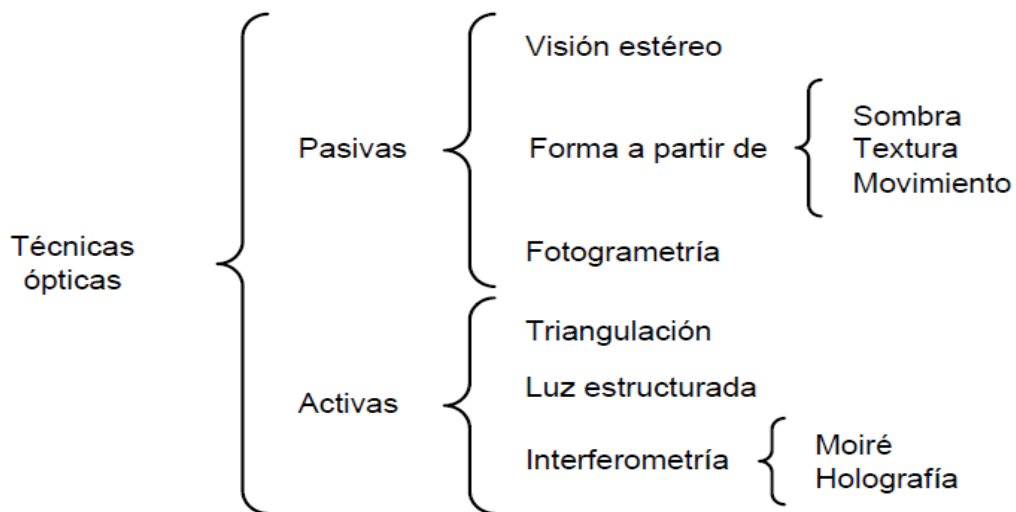 Técnicas
ópticas
Pasivas
Visión estéreo
Forma a partir de
Sombra
Textura
Movimiento
Fotogrametría
Activas
Triangulación
Luz estructurada
Interferometría
Moiré
Holografía